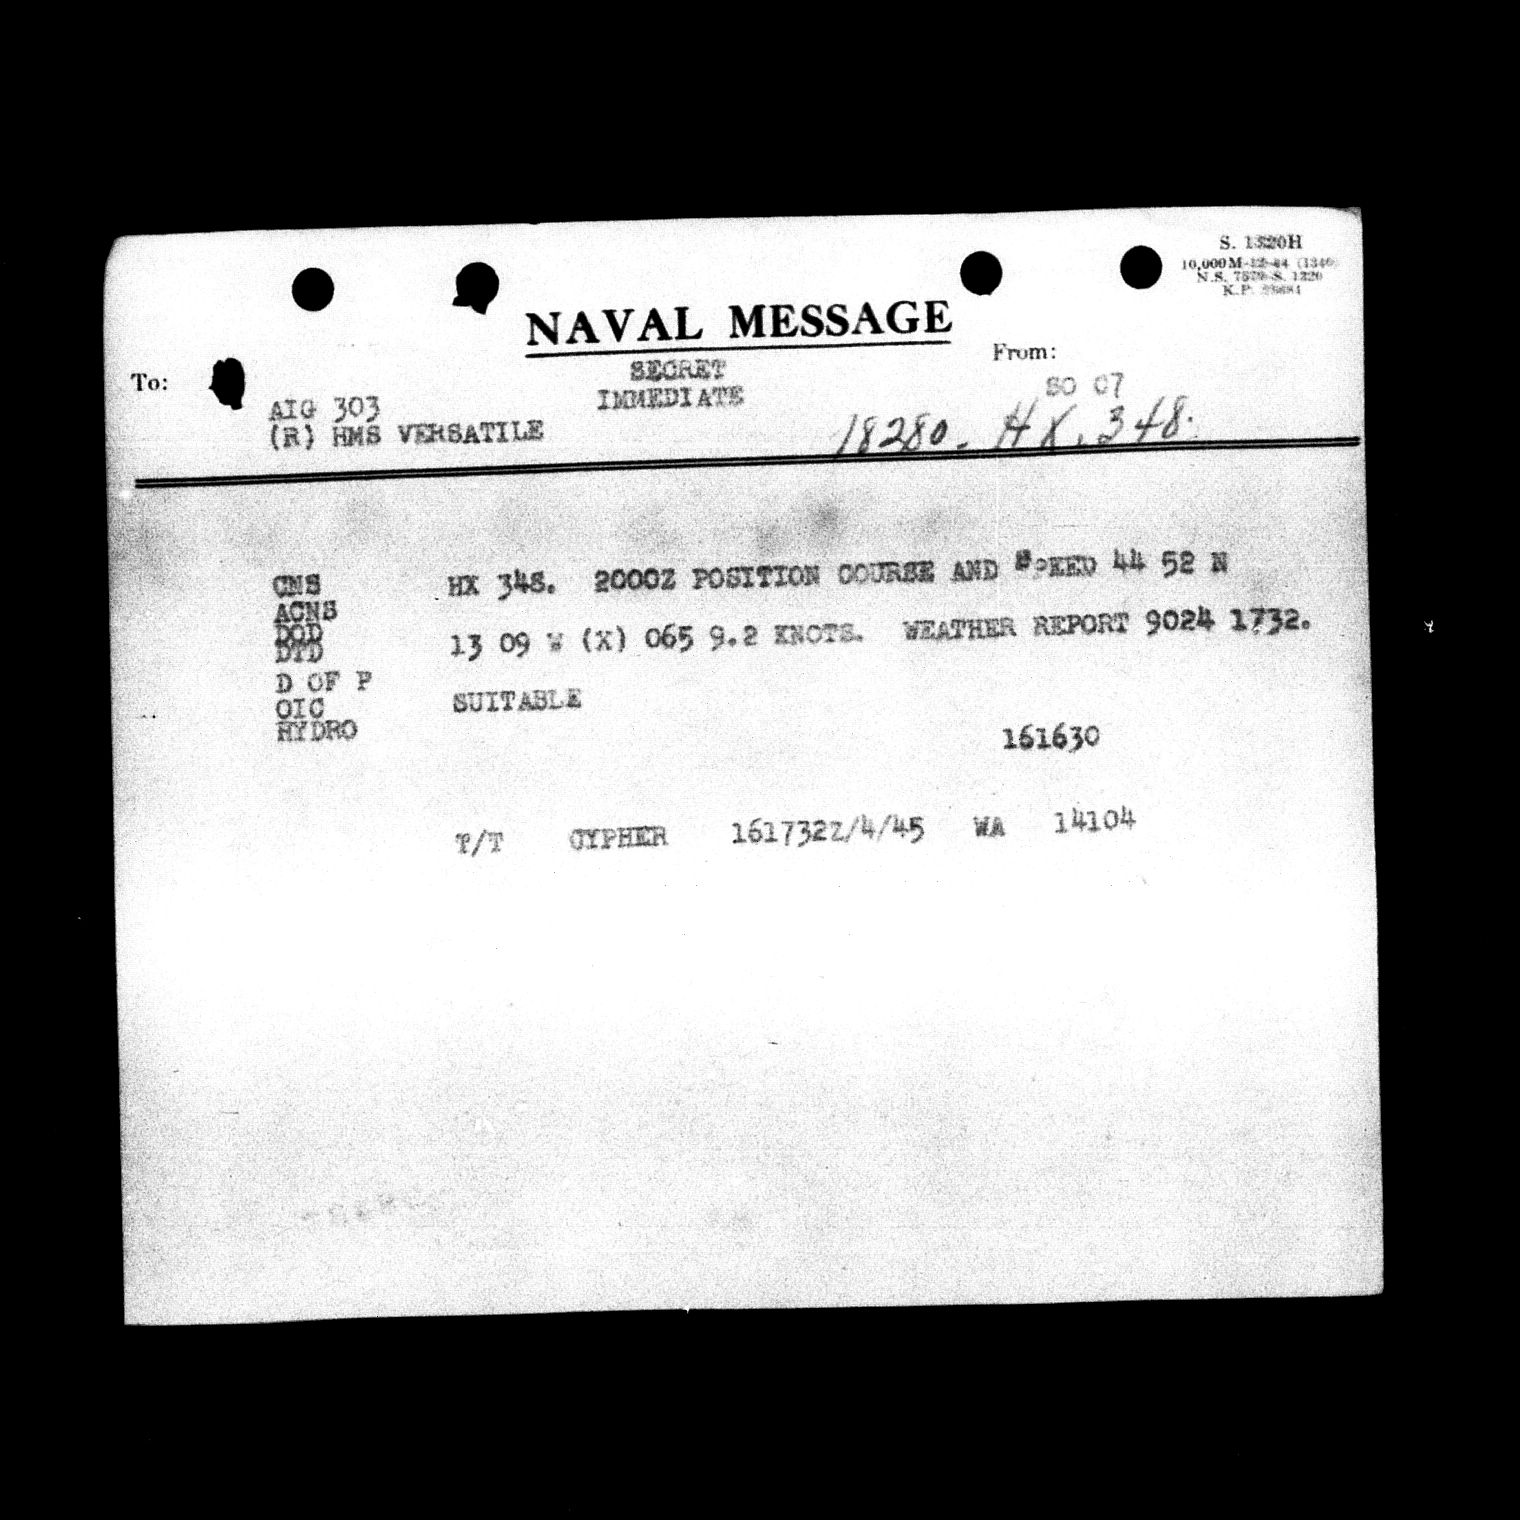 S. 1320H
NAVAL MESSAGE
To:
From:
SECRET
IMMEDIATE
SO 07
AIG 303
(R) HMS VERSATILE
18280. HX. 348.
CNS
ACNS
DOD
DTD
D OF P
OIC
HYDRO
HX 348. 2000Z POSITION COURSE AND SPEED 44 52 N
13 09 W (X) 065 9.2 KNOTS. WEATHER REPORT 9024 1732.
SUITABLE
161630
T/T CYPHER 161732Z/4/45 WA 14104